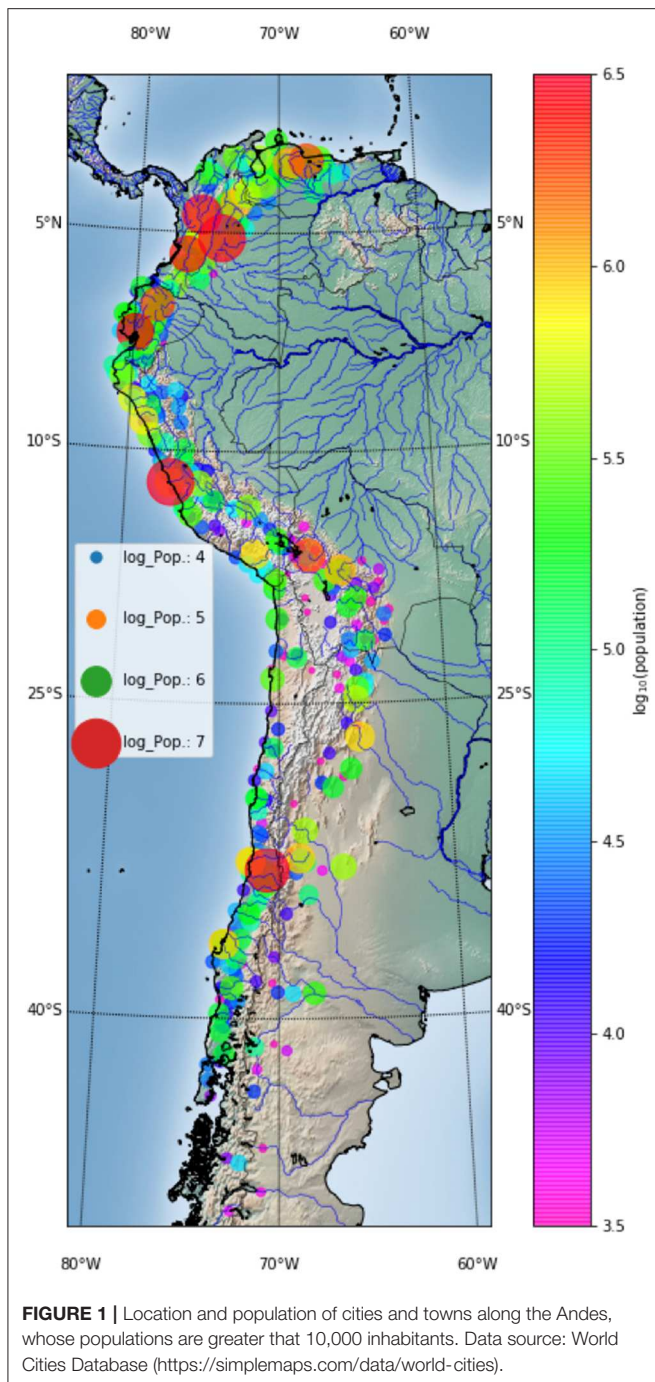 80°W 70°W 60°W
6.5
5°N 5°N
6.0
10°S 10°S
5.5
log_Pop.: 4
log_Pop.: 5
log_Pop.: 6
log_Pop.: 7
25°S 25°S
5.0
log₁₀(population)
4.5
40°S 40°S
4.0
3.5
80°W 70°W 60°W
FIGURE 1 | Location and population of cities and towns along the Andes,
whose populations are greater that 10,000 inhabitants. Data source: World
Cities Database (https://simplemaps.com/data/world-cities).